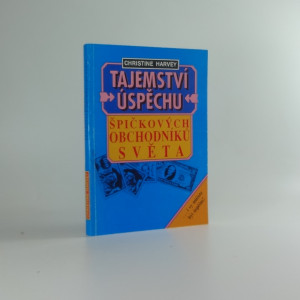 CHRISTINE HARVEY
TAJEMSTVÍ
ÚSPĚCHU
ŠPIČKOVÝCH
OBCHODNÍKŮ
SVĚTA